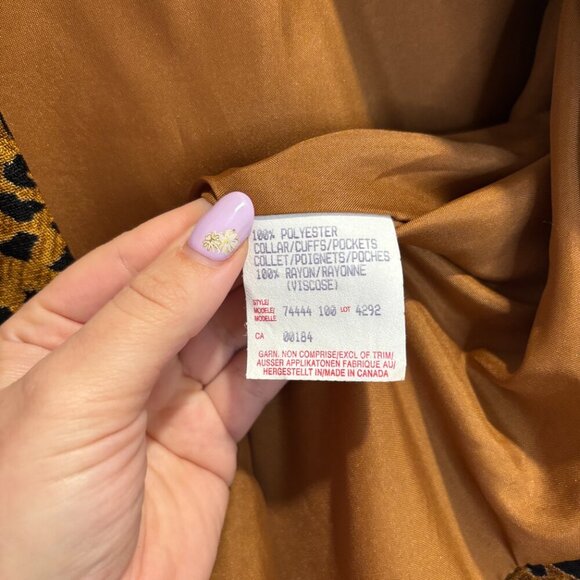 100% POLYESTER
COLLAR/CUFFS/POCKETS
COLLET/POIGNETS/POCHES
100% RAYON/RAYONNE
(VISCOSE)
STYLE/
MODELE/ 74444 100 LOT 4292
MODELLE
CA 00184
GARN. NON COMPRISE/EXCL OF TRIM/
AUSSER APPLIKATONEN FABRIQUE AU/
HERGESTELLT IN/MADE IN CANADA